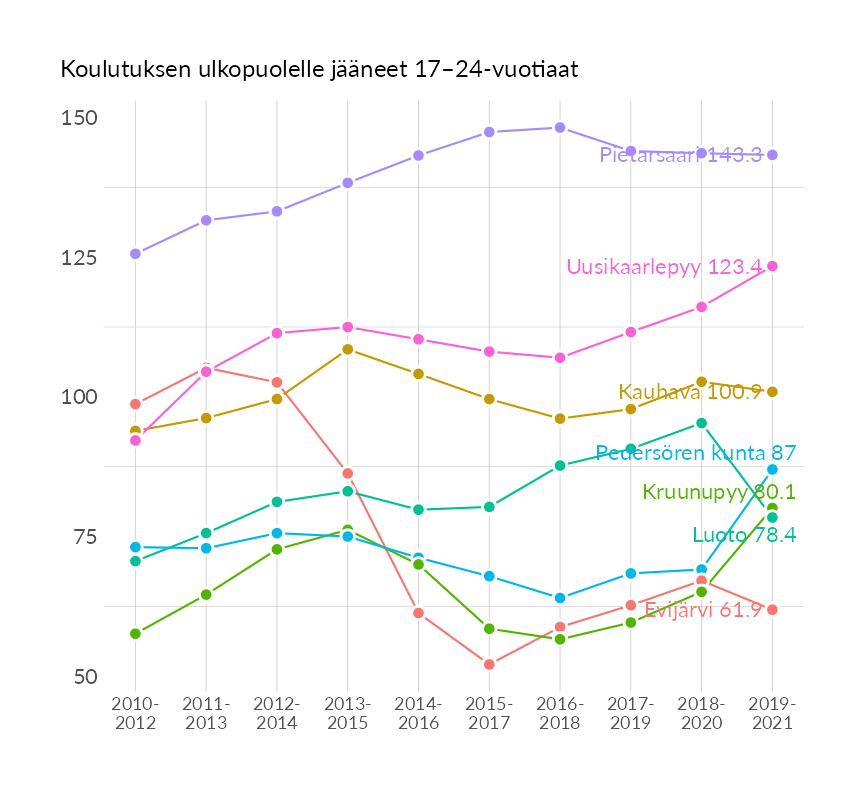 Koulutuksen ulkopuolelle jääneet 17–24-vuotiaat
150
Pietarsaari 143.3
125
Uusikaarlepyy 123.4
100
Kauhava 100.9
Pedersören kunta 87
Kruunupyy 80.1
75
Luoto 78.4
Evijärvi 61.9
50
2010- 2011- 2012- 2013- 2014- 2015- 2016- 2017- 2018- 2019-
2012 2013 2014 2015 2016 2017 2018 2019 2020 2021